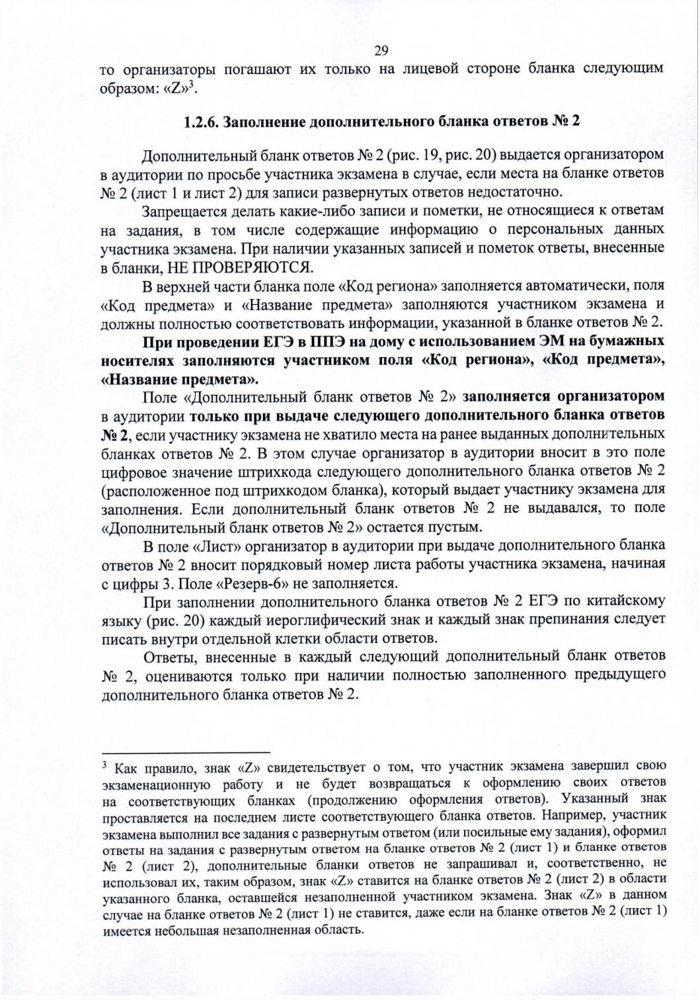 29
то организаторы погашают их только на лицевой стороне бланка следующим
образом: «Z»³.
1.2.6. Заполнение дополнительного бланка ответов № 2
Дополнительный бланк ответов № 2 (рис. 19, рис. 20) выдается организатором
в аудитории по просьбе участника экзамена в случае, если места на бланке ответов
№ 2 (лист 1 и лист 2) для записи развернутых ответов недостаточно.
Запрещается делать какие-либо записи и пометки, не относящиеся к ответам
на задания, в том числе содержащие информацию о персональных данных
участника экзамена. При наличии указанных записей и пометок ответы, внесенные
в бланки, НЕ ПРОВЕРЯЮТСЯ.
В верхней части бланка поле «Код региона» заполняется автоматически, поля
«Код предмета» и «Название предмета» заполняются участником экзамена и
должны полностью соответствовать информации, указанной в бланке ответов № 2.
При проведении ЕГЭ в ППЭ на дому с использованием ЭМ на бумажных
носителях заполняются участником поля «Код региона», «Код предмета»,
«Название предмета».
Поле «Дополнительный бланк ответов № 2» заполняется организатором
в аудитории только при выдаче следующего дополнительного бланка ответов
№ 2, если участнику экзамена не хватило места на ранее выданных дополнительных
бланках ответов № 2. В этом случае организатор в аудитории вносит в это поле
цифровое значение штрихкода следующего дополнительного бланка ответов № 2
(расположенное под штрихкодом бланка), который выдает участнику экзамена для
заполнения. Если дополнительный бланк ответов № 2 не выдавался, то поле
«Дополнительный бланк ответов № 2» остается пустым.
В поле «Лист» организатор в аудитории при выдаче дополнительного бланка
ответов № 2 вносит порядковый номер листа работы участника экзамена, начиная
с цифры 3. Поле «Резерв-6» не заполняется.
При заполнении дополнительного бланка ответов № 2 ЕГЭ по китайскому
языку (рис. 20) каждый иероглифический знак и каждый знак препинания следует
писать внутри отдельной клетки области ответов.
Ответы, внесенные в каждый следующий дополнительный бланк ответов
№ 2, оцениваются только при наличии полностью заполненного предыдущего
дополнительного бланка ответов № 2.
³ Как правило, знак «Z» свидетельствует о том, что участник экзамена завершил свою
экзаменационную работу и не будет возвращаться к оформлению своих ответов
на соответствующих бланках (продолжению оформления ответов). Указанный знак
проставляется на последнем листе соответствующего бланка ответов. Например, участник
экзамена выполнил все задания с развернутым ответом (или посильные ему задания), оформил
ответы на задания с развернутым ответом на бланке ответов № 2 (лист 1) и бланке ответов
№ 2 (лист 2), дополнительные бланки ответов не запрашивал и, соответственно, не
использовал их, таким образом, знак «Z» ставится на бланке ответов № 2 (лист 2) в области
указанного бланка, оставшейся незаполненной участником экзамена. Знак «Z» в данном
случае на бланке ответов № 2 (лист 1) не ставится, даже если на бланке ответов № 2 (лист 1)
имеется небольшая незаполненная область.